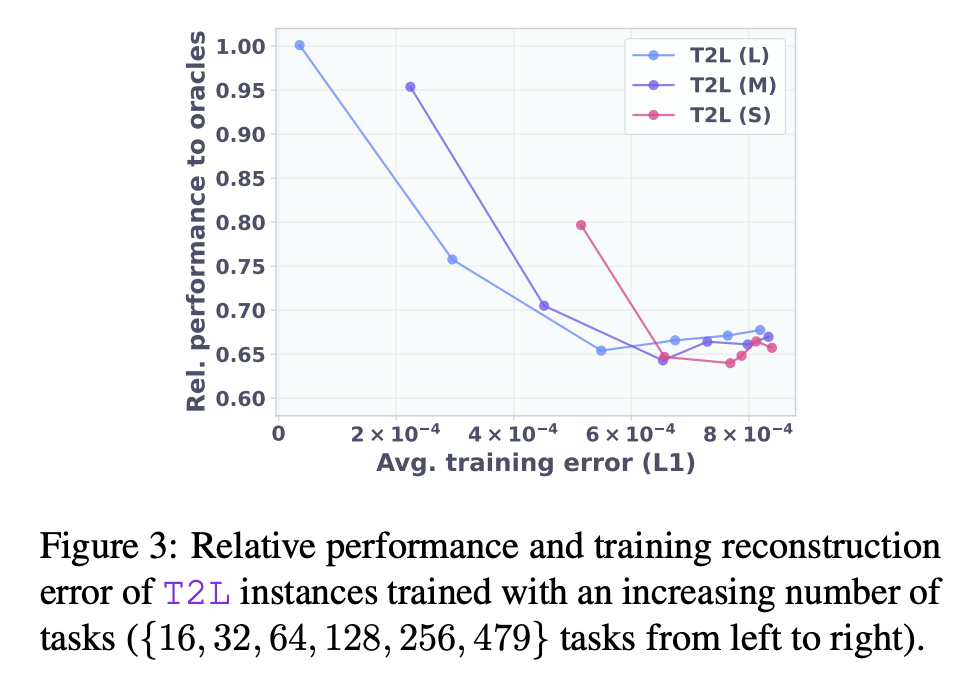 Rel. performance to oracles
1.00
0.95
0.90
0.85
0.80
0.75
0.70
0.65
0.60
T2L (L)
T2L (M)
T2L (S)
0 2 × 10⁻⁴ 4 × 10⁻⁴ 6 × 10⁻⁴ 8 × 10⁻⁴
Avg. training error (L1)
Figure 3: Relative performance and training reconstruction
error of T2L instances trained with an increasing number of
tasks ({16, 32, 64, 128, 256, 479} tasks from left to right).